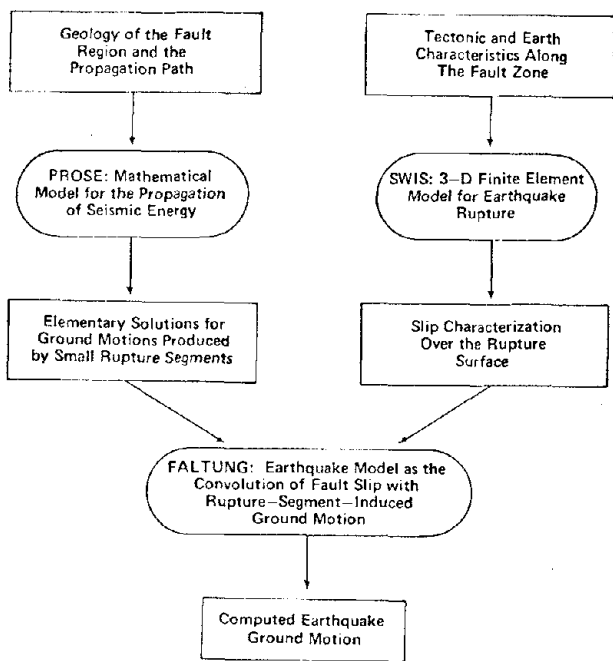 Geology of the Fault
Region and the
Propagation Path
Tectonic and Earth
Characteristics Along
The Fault Zone
PROSE: Mathematical
Model for the Propagation
of Seismic Energy
SWIS: 3–D Finite Element
Model for Earthquake
Rupture
Elementary Solutions for
Ground Motions Produced
by Small Rupture Segments
Slip Characterization
Over the Rupture
Surface
FALTUNG: Earthquake Model as the
Convolution of Fault Slip with
Rupture–Segment–Induced
Ground Motion
Computed Earthquake
Ground Motion